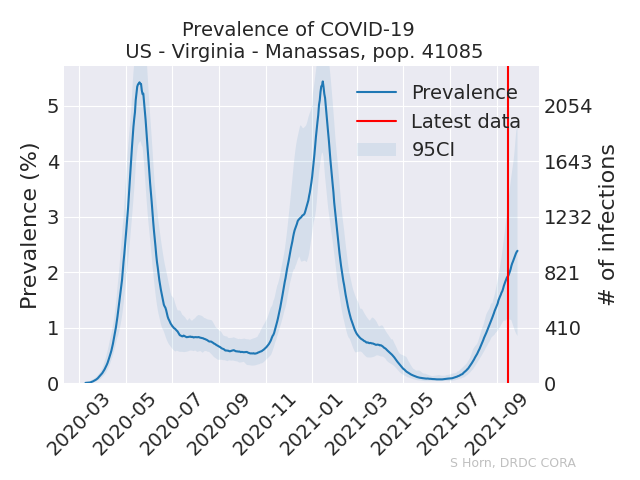 Prevalence of COVID-19
US - Virginia - Manassas, pop. 41085
Prevalence
Latest data
95CI
Prevalence (%)
5
4
3
2
1
0
2054
1643
1232
821
410
0
# of infections
2020-03
2020-05
2020-07
2020-09
2020-11
2021-01
2021-03
2021-05
2021-07
2021-09
S Horn, DRDC CORA